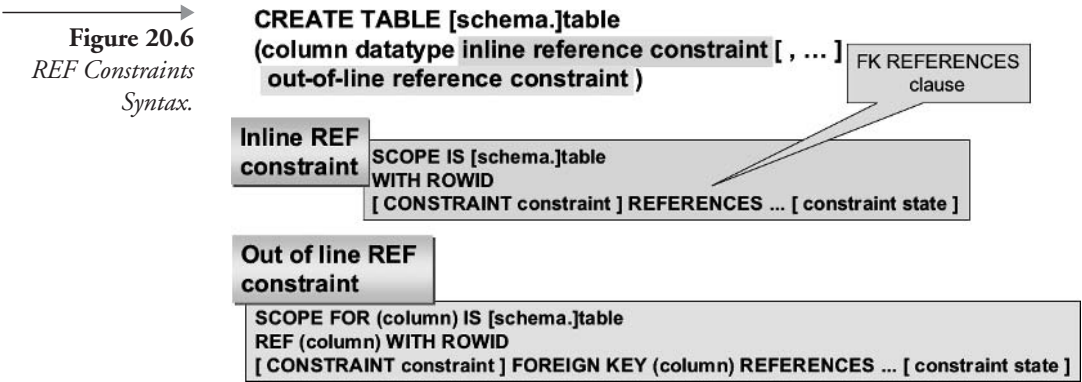 Figure 20.6
REF Constraints
Syntax.
CREATE TABLE [schema.]table
(column datatype inline reference constraint [ , ... ]
out-of-line reference constraint )
FK REFERENCES
clause
Inline REF
constraint
SCOPE IS [schema.]table
WITH ROWID
[ CONSTRAINT constraint ] REFERENCES ... [ constraint state ]
Out of line REF
constraint
SCOPE FOR (column) IS [schema.]table
REF (column) WITH ROWID
[ CONSTRAINT constraint ] FOREIGN KEY (column) REFERENCES ... [ constraint state ]